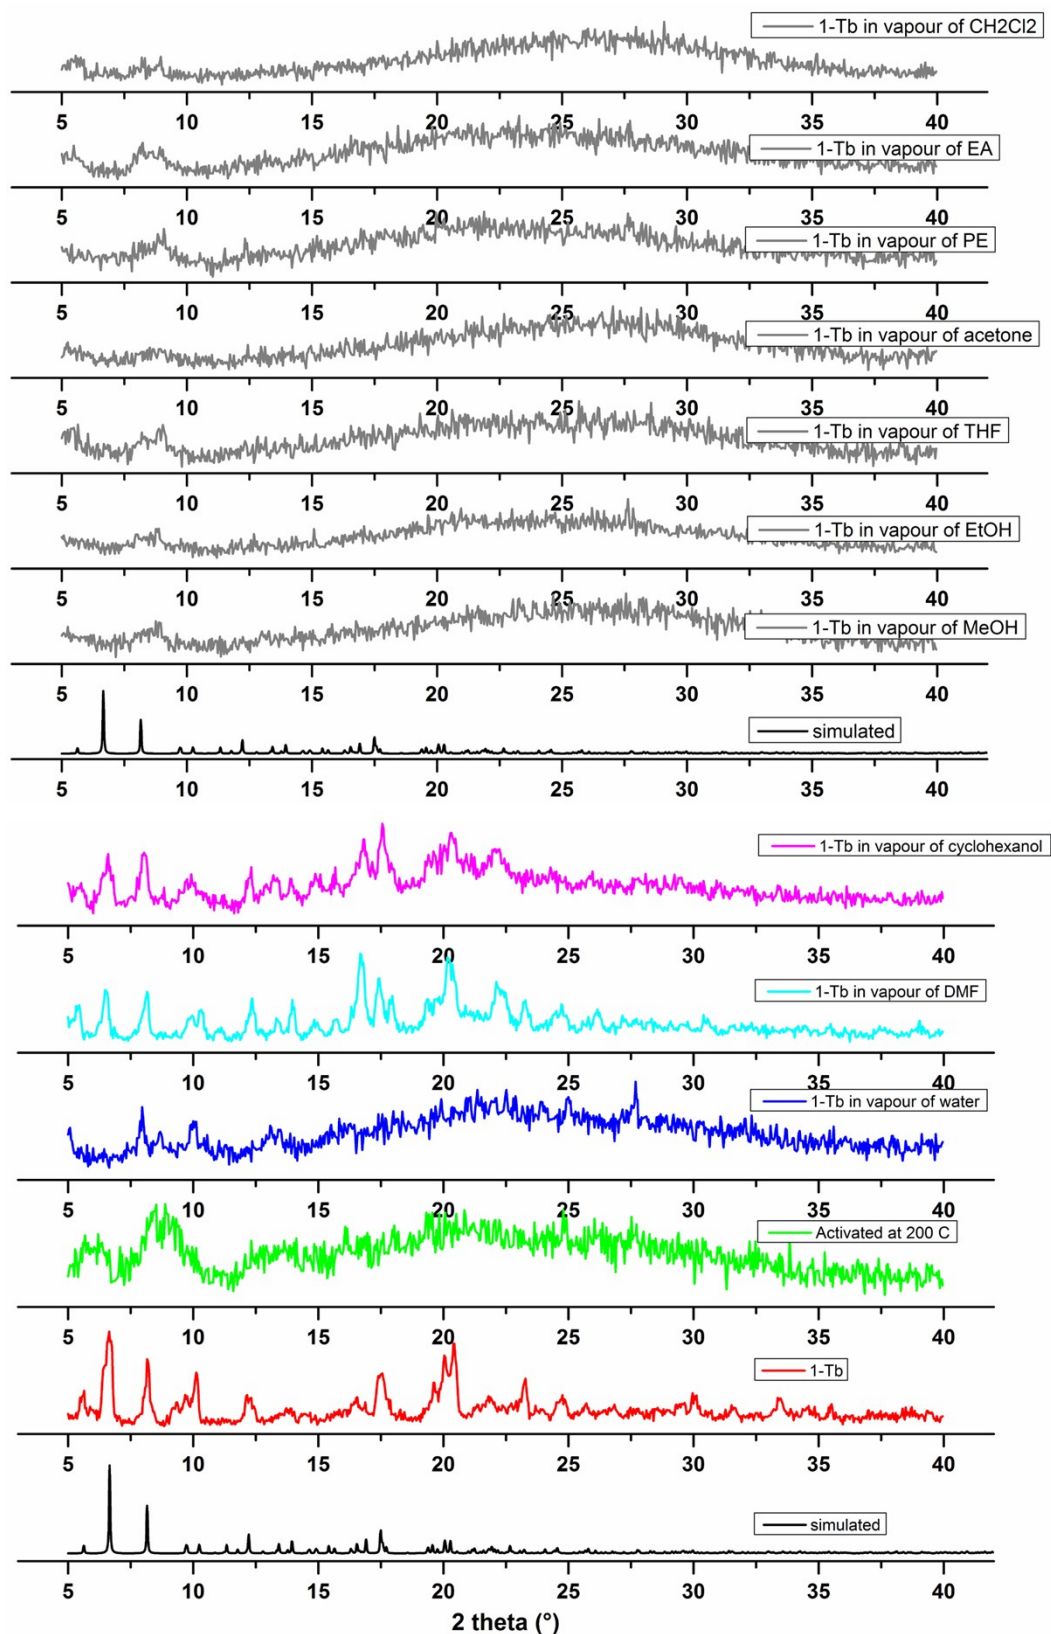 1-Tb in vapour of CH2Cl2
5 10 15 20 25 30 35 40
1-Tb in vapour of EA
5 10 15 20 25 30 35 40
1-Tb in vapour of PE
5 10 15 20 25 30 35 40
1-Tb in vapour of acetone
5 10 15 20 25 30 35 40
1-Tb in vapour of THF
5 10 15 20 25 30 35 40
1-Tb in vapour of EtOH
5 10 15 20 25 30 35 40
1-Tb in vapour of MeOH
5 10 15 20 25 30 35 40
simulated
5 10 15 20 25 30 35 40
1-Tb in vapour of cyclohexanol
5 10 15 20 25 30 35 40
1-Tb in vapour of DMF
5 10 15 20 25 30 35 40
1-Tb in vapour of water
5 10 15 20 25 30 35 40
Activated at 200 C
5 10 15 20 25 30 35 40
1-Tb
5 10 15 20 25 30 35 40
simulated
5 10 15 20 25 30 35 40
2 theta (°)